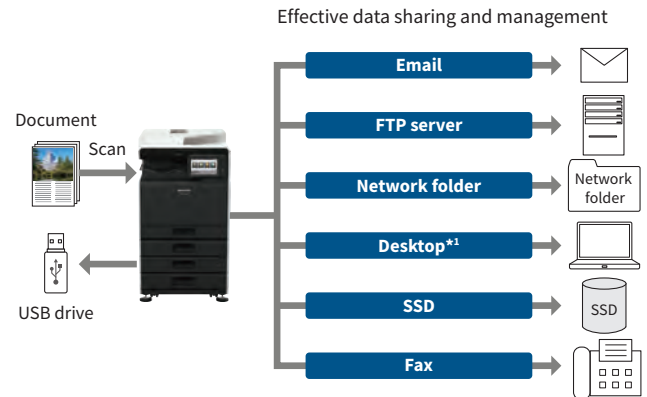 Effective data sharing and management
Document
Scan
USB drive
Email
FTP server
Network folder
Network
folder
Desktop*1
SSD
SSD
Fax